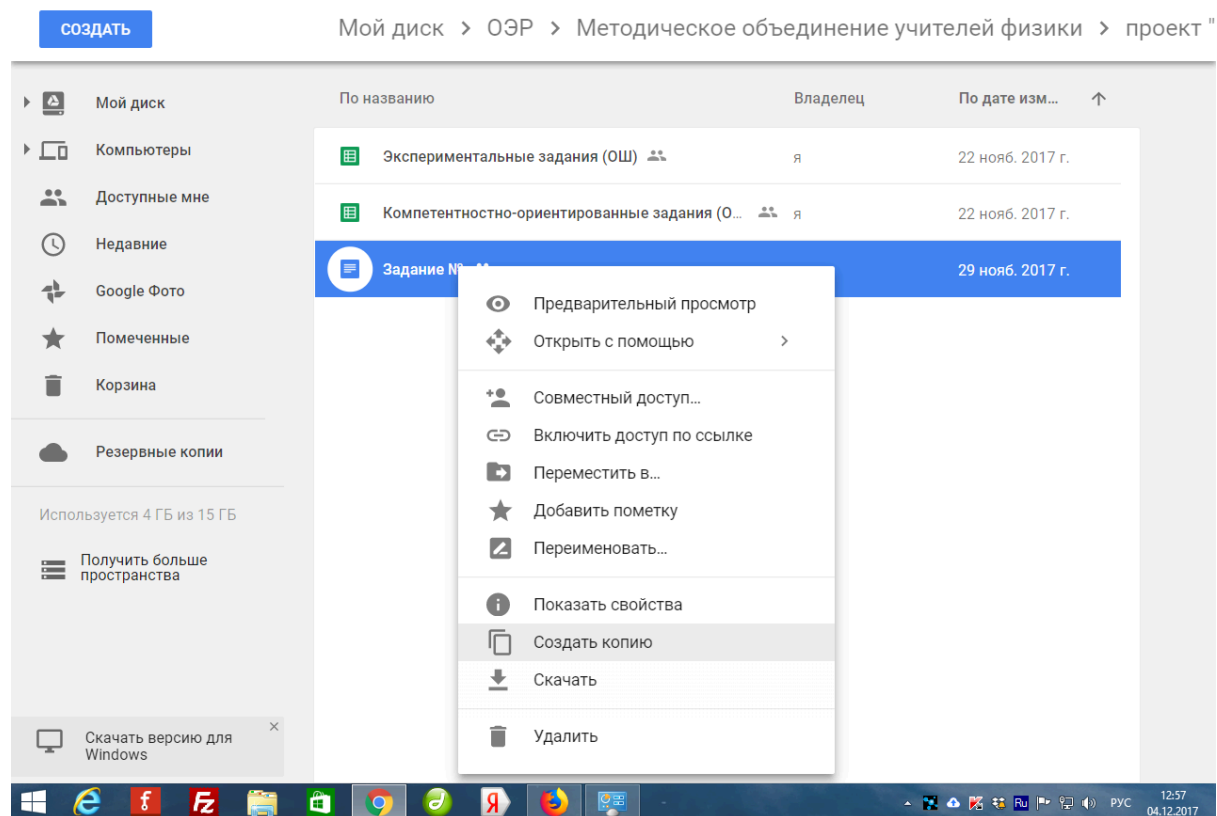 СОЗДАТЬ
Мой диск > ОЭР > Методическое объединение учителей физики > проект "
Мой диск
Компьютеры
Доступные мне
Недавние
Google Фото
Помеченные
Корзина
Резервные копии
Используется 4 ГБ из 15 ГБ
Получить больше
пространства
Скачать версию для
Windows
По названию Владелец По дате изм...
Экспериментальные задания (ОШ) я 22 нояб. 2017 г.
Компетентностно-ориентированные задания (О... я 22 нояб. 2017 г.
Задание № 29 нояб. 2017 г.
Предварительный просмотр
Открыть с помощью
Совместный доступ...
Включить доступ по ссылке
Переместить в...
Добавить пометку
Переименовать...
Показать свойства
Создать копию
Скачать
Удалить
Ru РУС 12:57
04.12.2017